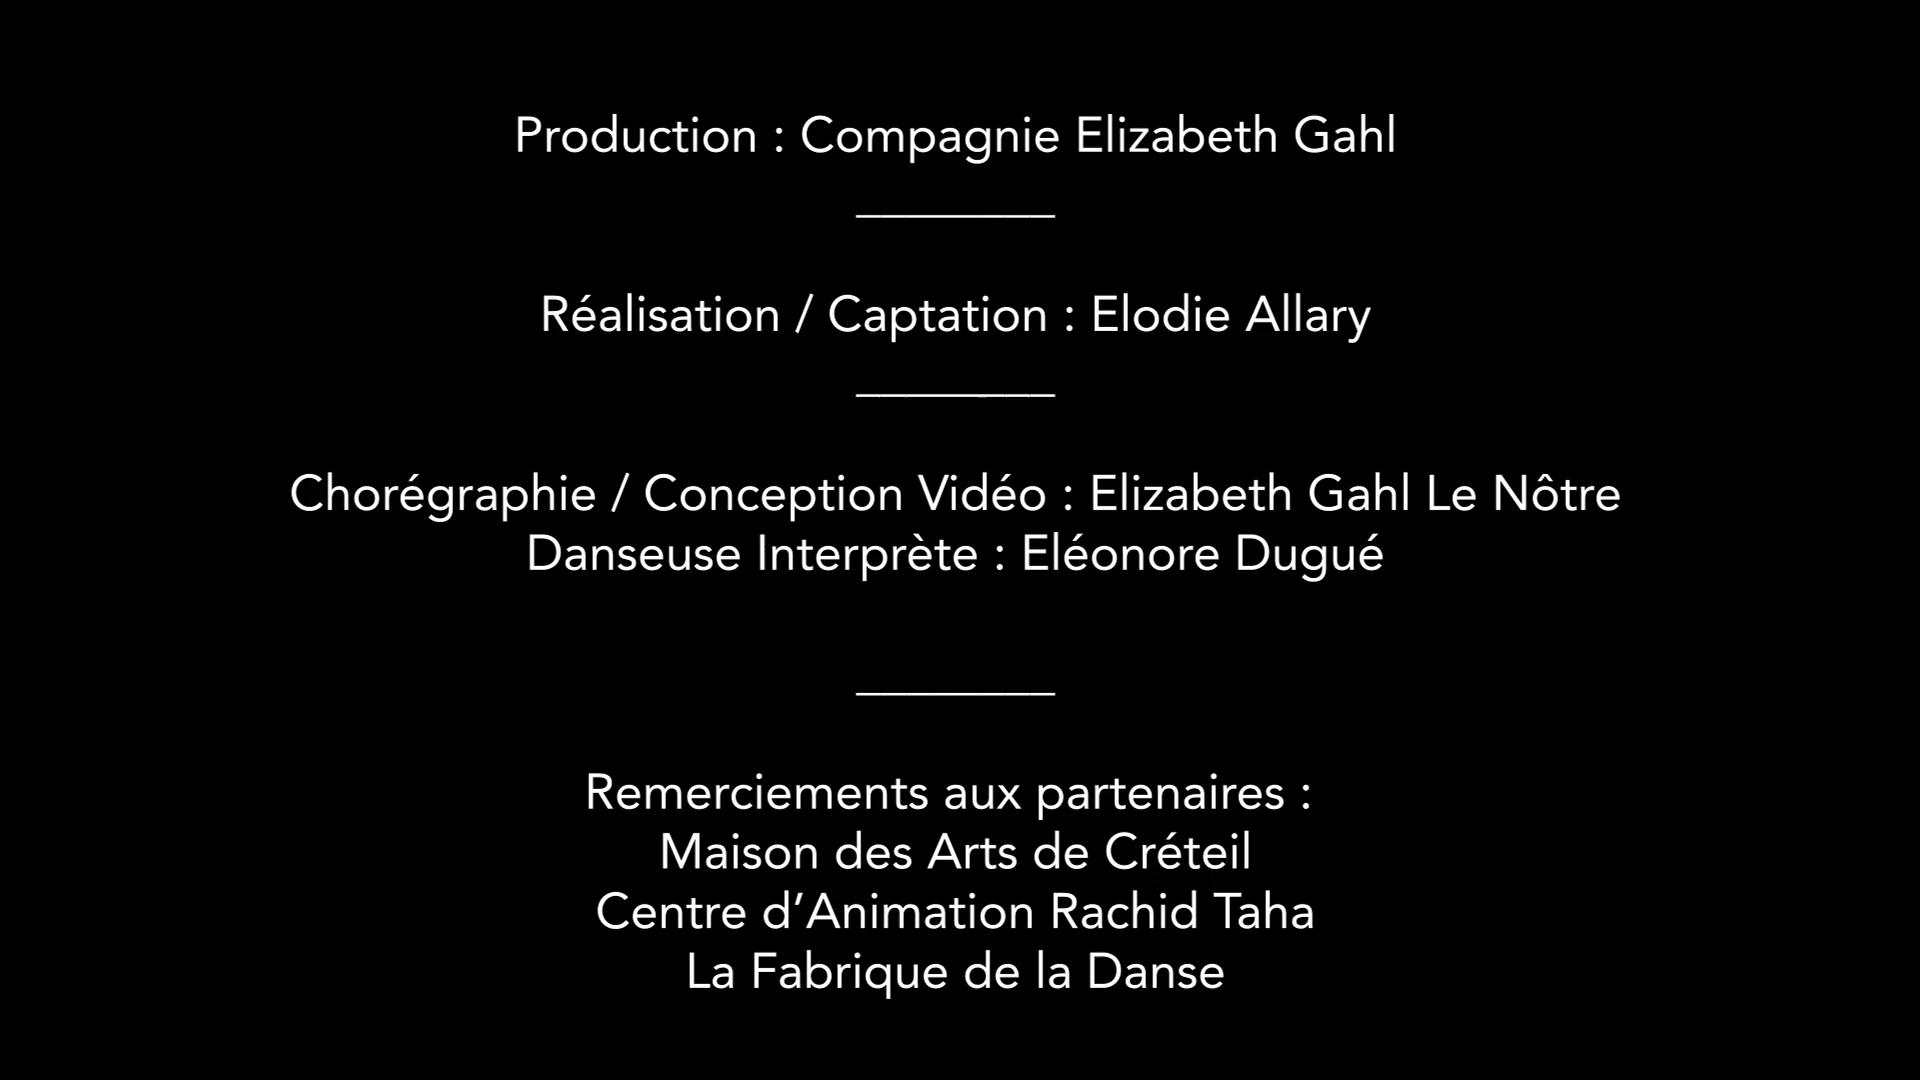 Production : Compagnie Elizabeth Gahl
________
Réalisation / Captation : Elodie Allary
________
Chorégraphie / Conception Vidéo : Elizabeth Gahl Le Nôtre
Danseuse Interprète : Eléonore Dugué
________
Remerciements aux partenaires :
Maison des Arts de Créteil
Centre d’Animation Rachid Taha
La Fabrique de la Danse